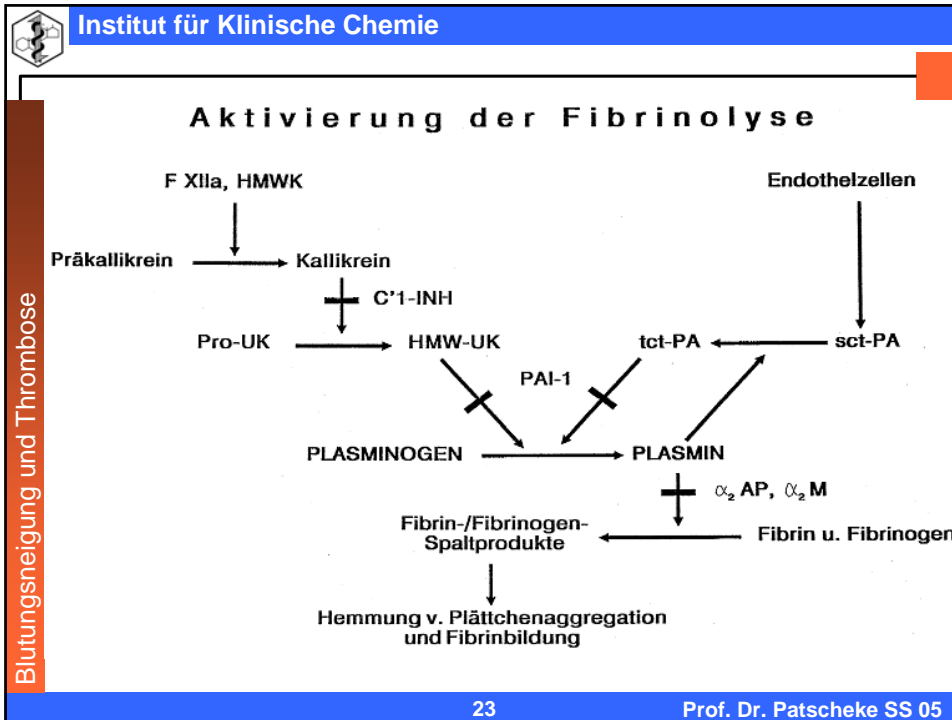 Institut für Klinische Chemie
Blutungsneigung und Thrombose
Aktivierung der Fibrinolyse
F XIIa, HMWK
Endothelzellen
Präkallikrein
Kallikrein
C'1-INH
Pro-UK
HMW-UK
tct-PA
sct-PA
PAI-1
PLASMINOGEN
PLASMIN
α₂ AP, α₂ M
Fibrin-/Fibrinogen-
Spaltprodukte
Fibrin u. Fibrinogen
Hemmung v. Plättchenaggregation
und Fibrinbildung
23
Prof. Dr. Patscheke SS 05